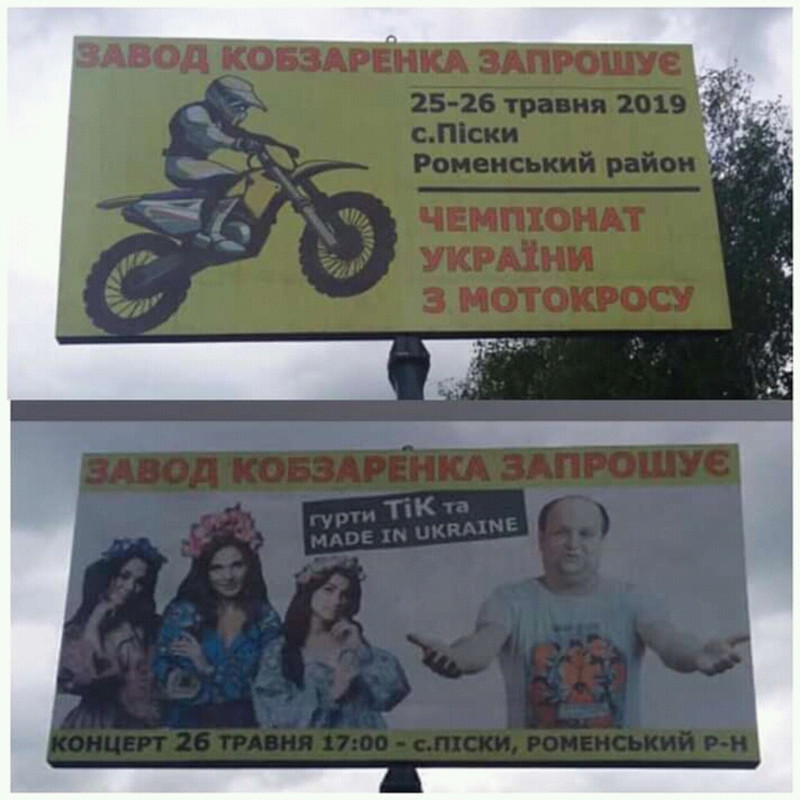 ЗАВОД КОБЗАРЕНКА ЗАПРОШУЄ
25-26 травня 2019
с.Піски
Роменський район
ЧЕМПІОНАТ
УКРАЇНИ
З МОТОКРОСУ
ЗАВОД КОБЗАРЕНКА ЗАПРОШУЄ
гурти ТіК та
MADE IN UKRAINE
КОНЦЕРТ 26 ТРАВНЯ 17:00 - с.ПІСКИ, РОМЕНСЬКИЙ Р-Н